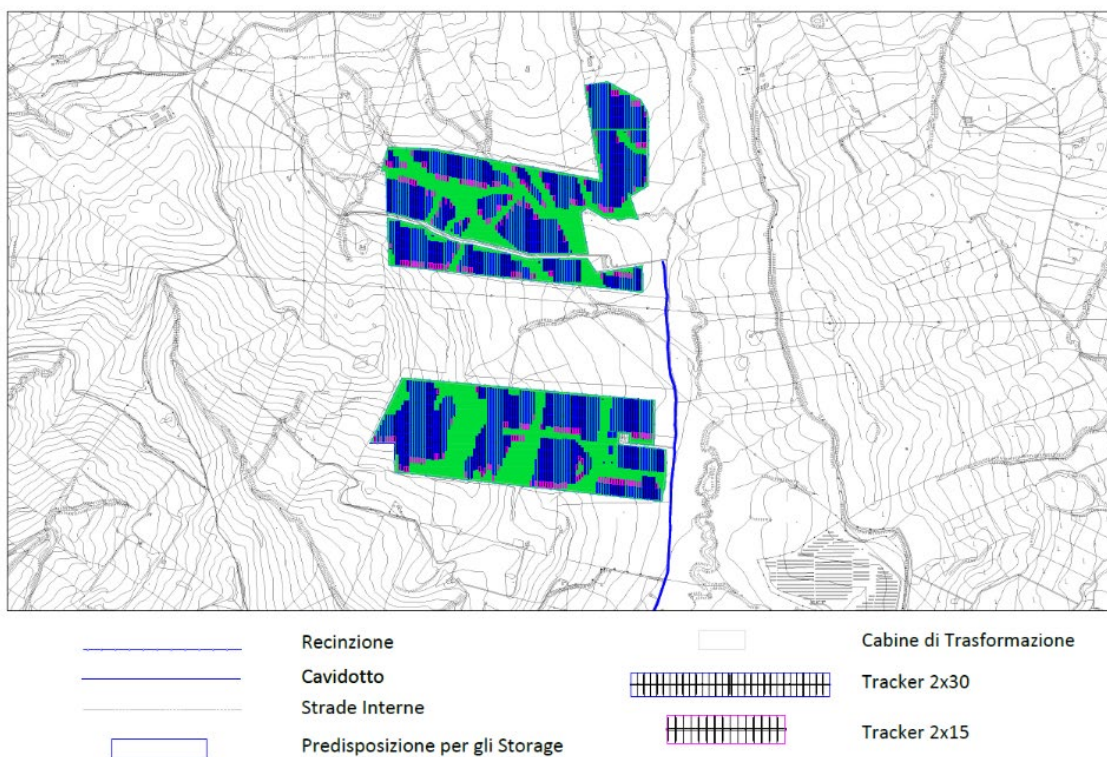 Recinzione
Cavidotto
Strade Interne
Predisposizione per gli Storage
Cabine di Trasformazione
Tracker 2x30
Tracker 2x15